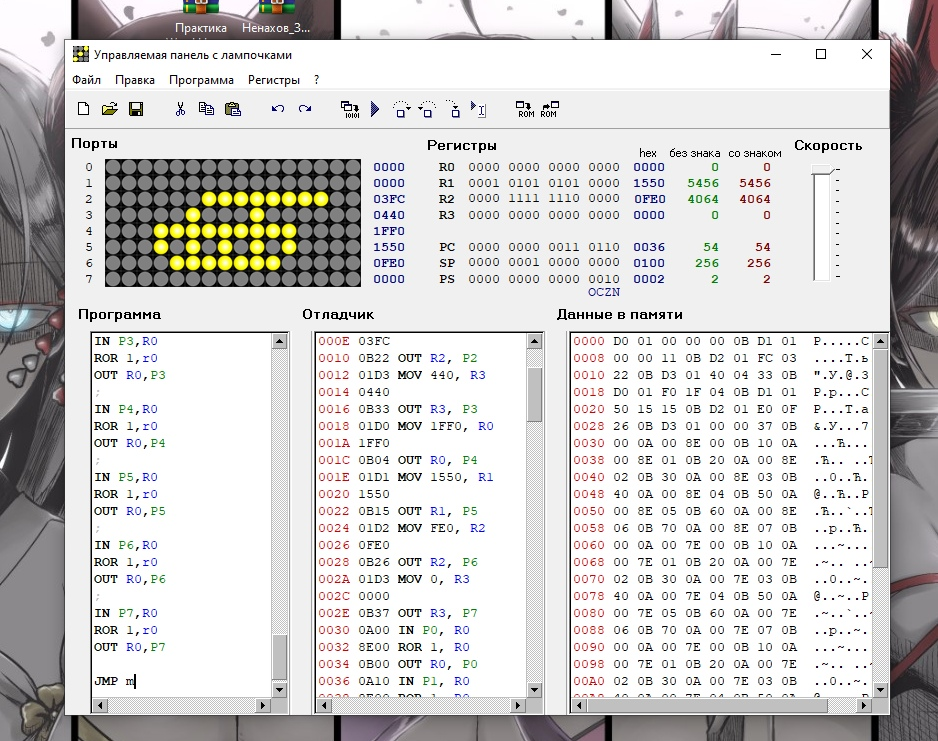 Практика
Ненахов_З...
Управляемая панель с лампочками
Файл Правка Программа Регистры ?
ROM ROM
Порты Регистры hex без знака со знаком Скорость
0 0000 R0 0000 0000 0000 0000 0000 0 0
1 0000 R1 0001 0101 0101 0000 1550 5456 5456
2 03FC R2 0000 1111 1110 0000 0FE0 4064 4064
3 0440 R3 0000 0000 0000 0000 0000 0 0
4 1FF0
5 1550 PC 0000 0000 0011 0110 0036 54 54
6 0FE0 SP 0000 0001 0000 0000 0100 256 256
7 0000 PS 0000 0000 0000 0010 0002 2 2
OCZN
Программа
IN P3,R0
ROR 1,r0
OUT R0,P3
;
IN P4,R0
ROR 1,r0
OUT R0,P4
;
IN P5,R0
ROR 1,r0
OUT R0,P5
;
IN P6,R0
ROR 1,r0
OUT R0,P6
;
IN P7,R0
ROR 1,r0
OUT R0,P7
JMP m
Отладчик
000E 03FC
0010 0B22 OUT R2, P2
0012 01D3 MOV 440, R3
0014 0440
0016 0B33 OUT R3, P3
0018 01D0 MOV 1FF0, R0
001A 1FF0
001C 0B04 OUT R0, P4
001E 01D1 MOV 1550, R1
0020 1550
0022 0B15 OUT R1, P5
0024 01D2 MOV FE0, R2
0026 0FE0
0028 0B26 OUT R2, P6
002A 01D3 MOV 0, R3
002C 0000
002E 0B37 OUT R3, P7
0030 0A00 IN P0, R0
0032 8E00 ROR 1, R0
0034 0B00 OUT R0, P0
0036 0A10 IN P1, R0
Данные в памяти
0000 D0 01 00 00 00 0B D1 01 Р.....С
0008 00 00 11 0B D2 01 FC 03 ....Т.ь
0010 22 0B D3 01 40 04 33 0B ".У.@.3
0018 D0 01 F0 1F 04 0B D1 01 Р.р...С
0020 50 15 15 0B D2 01 E0 0F P...Т.а
0028 26 0B D3 01 00 00 37 0B &.У...7
0030 00 0A 00 8E 00 0B 10 0A ...Ћ...
0038 00 8E 01 0B 20 0A 00 8E .Ћ.. ..
0040 02 0B 30 0A 00 8E 03 0B ..0..Ћ.
0048 40 0A 00 8E 04 0B 50 0A @..Ћ..P
0050 00 8E 05 0B 60 0A 00 8E .Ћ..`..
0058 06 0B 70 0A 00 8E 07 0B ..p..Ћ.
0060 00 0A 00 7E 00 0B 10 0A ...~...
0068 00 7E 01 0B 20 0A 00 7E .~.. ..~
0070 02 0B 30 0A 00 7E 03 0B ..0..~.
0078 40 0A 00 7E 04 0B 50 0A @..~..P
0080 00 7E 05 0B 60 0A 00 7E .~..`..~
0088 06 0B 70 0A 00 7E 07 0B ..p..~.
0090 00 0A 00 7E 00 0B 10 0A ...~...
0098 00 7E 01 0B 20 0A 00 7E .~.. ..~
00A0 02 0B 30 0A 00 7E 03 0B ..0..~.